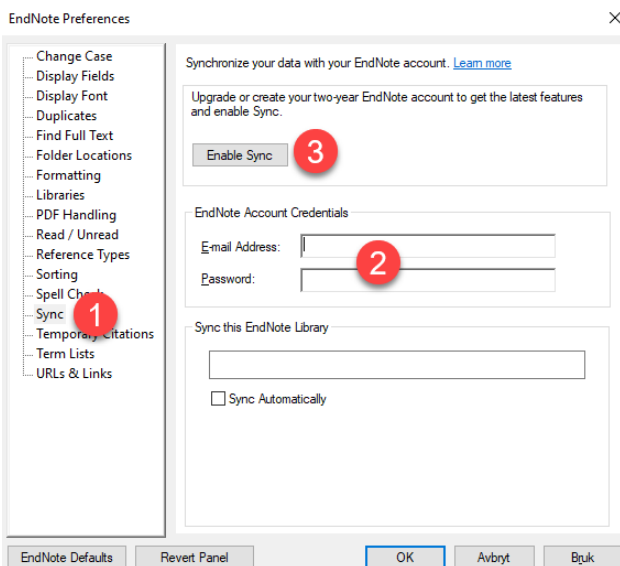 EndNote Preferences
Change Case
Display Fields
Display Font
Duplicates
Find Full Text
Folder Locations
Formatting
Libraries
PDF Handling
Read / Unread
Reference Types
Sorting
Spell Check
Sync
1
Temporary Citations
Term Lists
URLs & Links
Synchronize your data with your EndNote account. Learn more
Upgrade or create your two-year EndNote account to get the latest features
and enable Sync.
Enable Sync
3
EndNote Account Credentials
E-mail Address:
2
Password:
Sync this EndNote Library
Sync Automatically
EndNote Defaults
Revert Panel
OK
Avbryt
Bruk